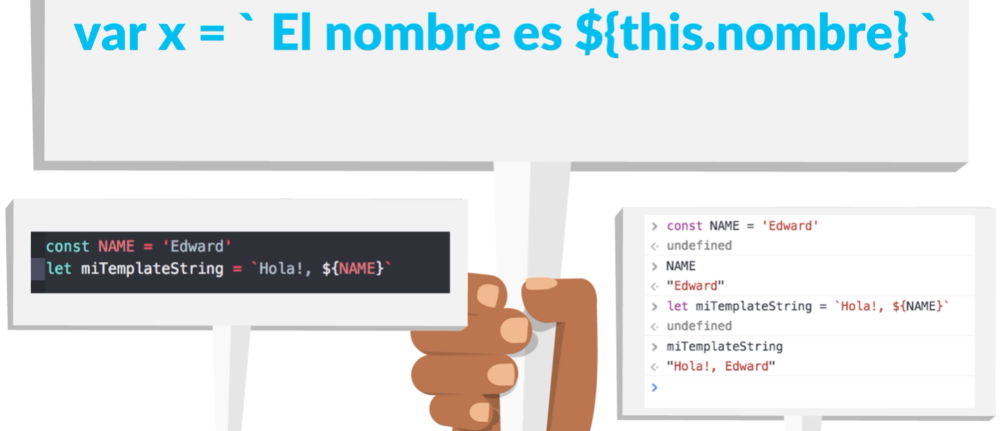 var x = ` El nombre es ${this.nombre} `
const NAME = 'Edward'
let miTemplateString = `Hola!, ${NAME}`
> const NAME = 'Edward'
<· undefined
> NAME
<· "Edward"
> let miTemplateString = `Hola!, ${NAME}`
<· undefined
> miTemplateString
<· "Hola!, Edward"
>